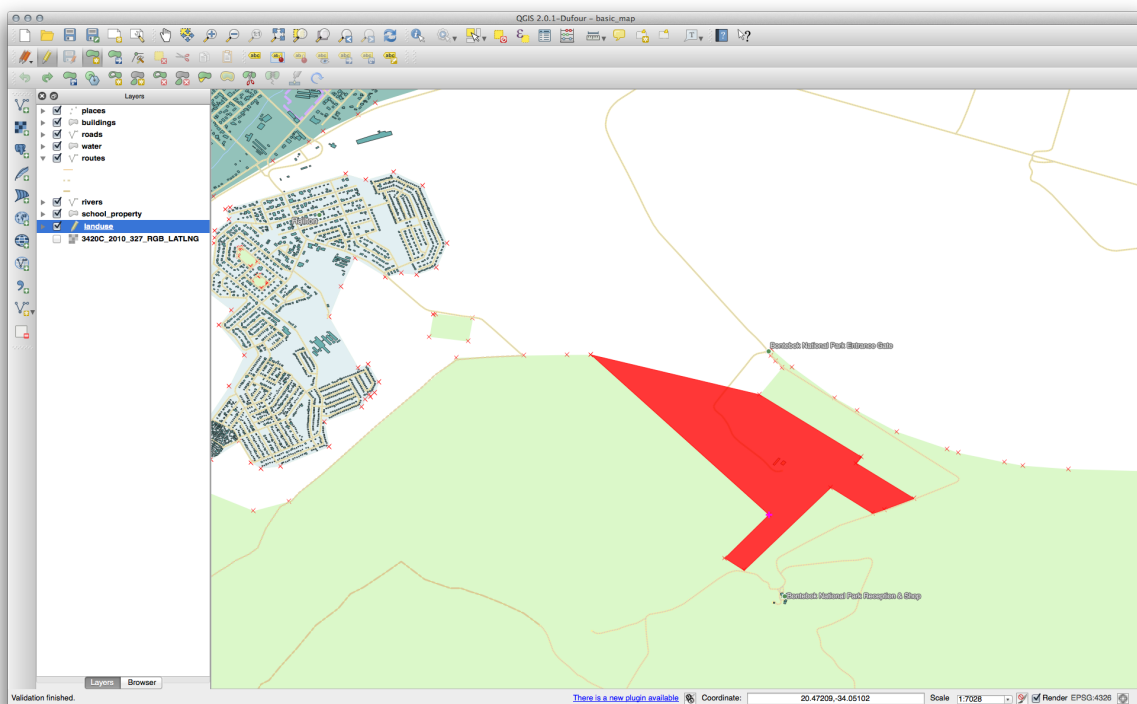 QGIS 2.0.1-Dufour - basic_map
Layers
places
buildings
roads
water
routes
rivers
school_property
landuse
3420C_2010_327_RGB_LATLNG
Railton
Bontebok National Park Entrance Gate
Bontebok National Park Reception & Shop
Layers Browser
Validation finished.
There is a new plugin available Coordinate: 20.47209,-34.05102 Scale 1:7028 Render EPSG:4326